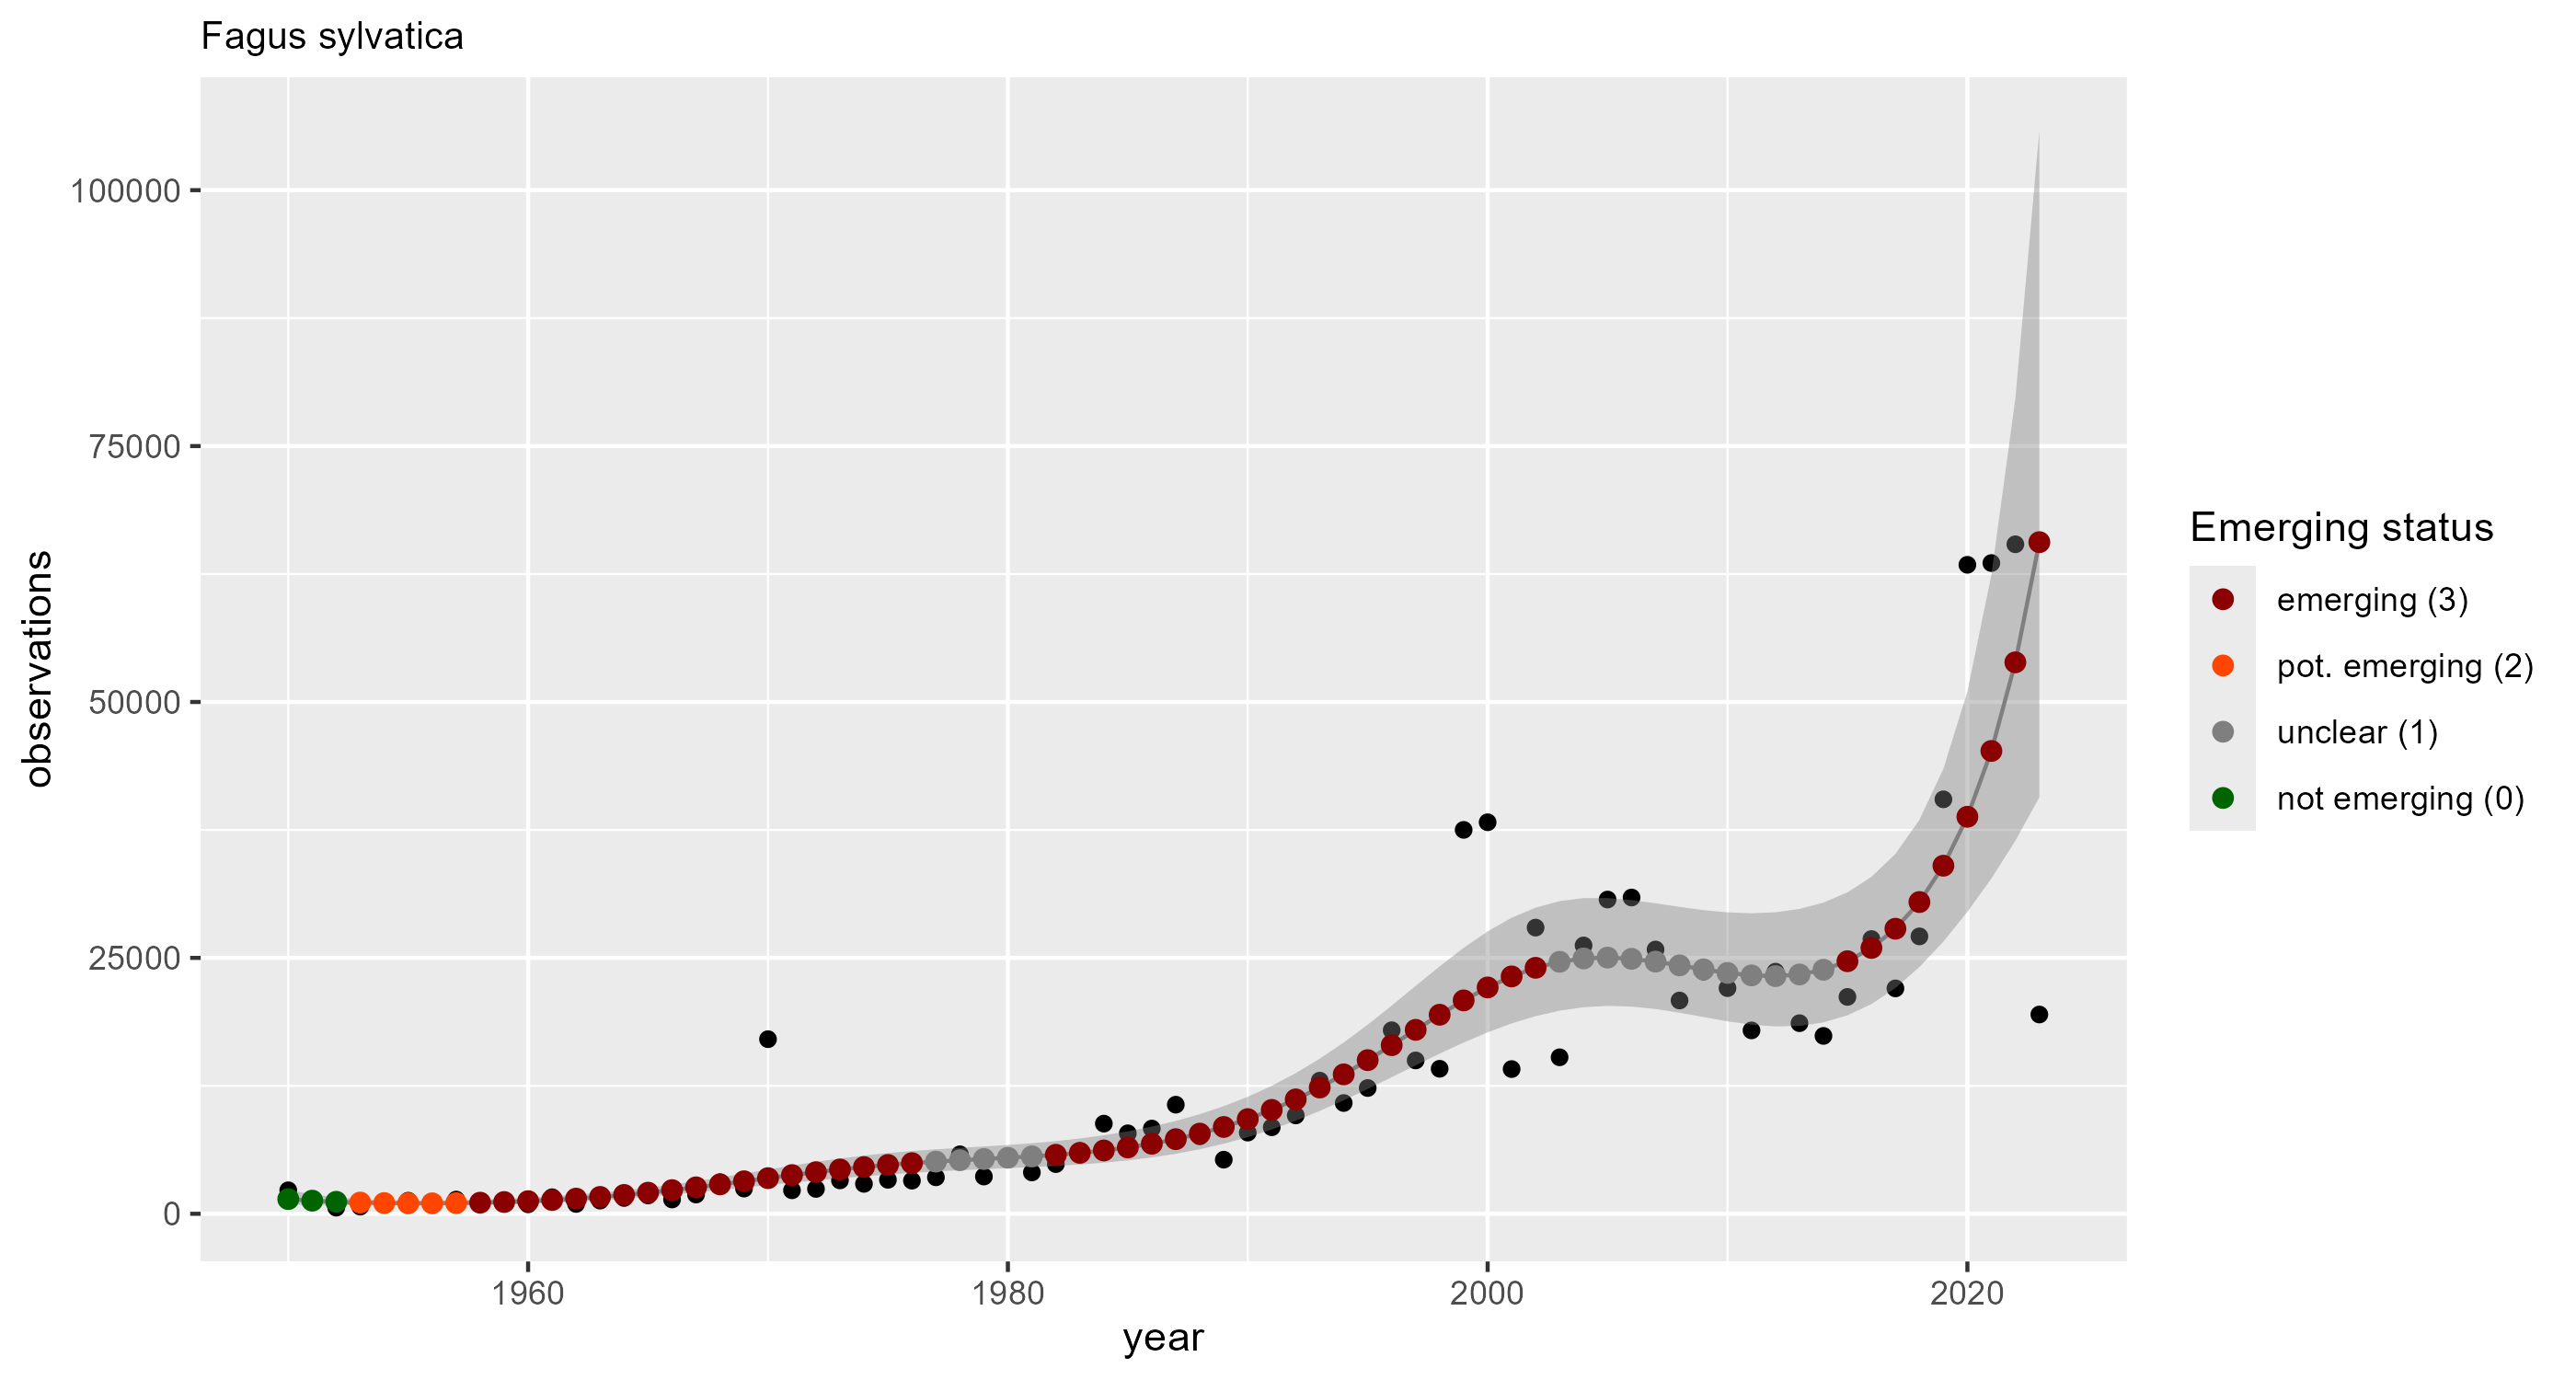 Fagus sylvatica
100000
75000
50000
25000
0
observations
1960
1980
2000
2020
year
Emerging status
emerging (3)
pot. emerging (2)
unclear (1)
not emerging (0)